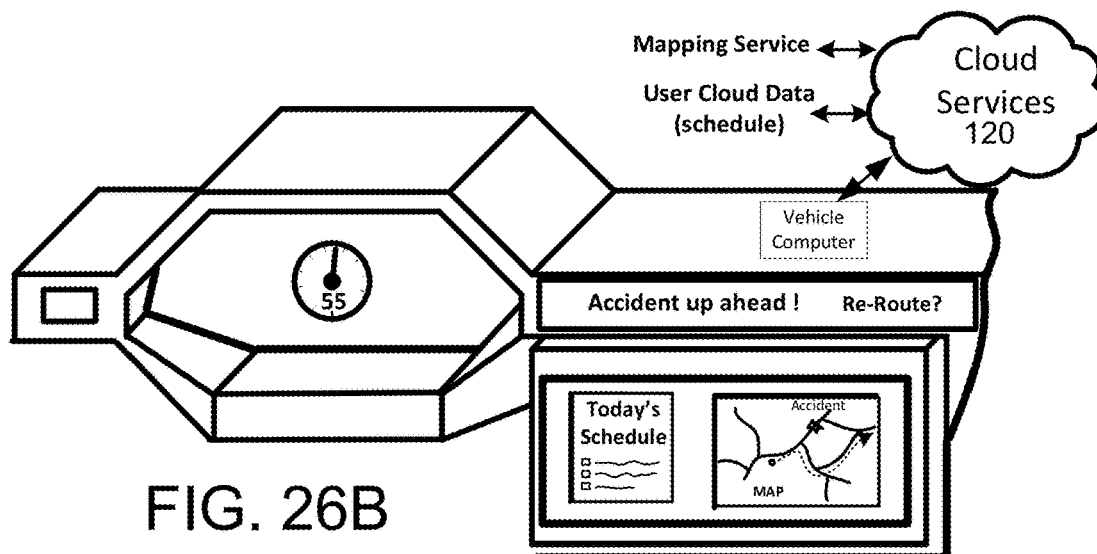 Mapping Service
User Cloud Data
(schedule)
Cloud
Services
120
Vehicle
Computer
55
Accident up ahead ! Re-Route?
Today's
Schedule
Accident
MAP
FIG. 26B